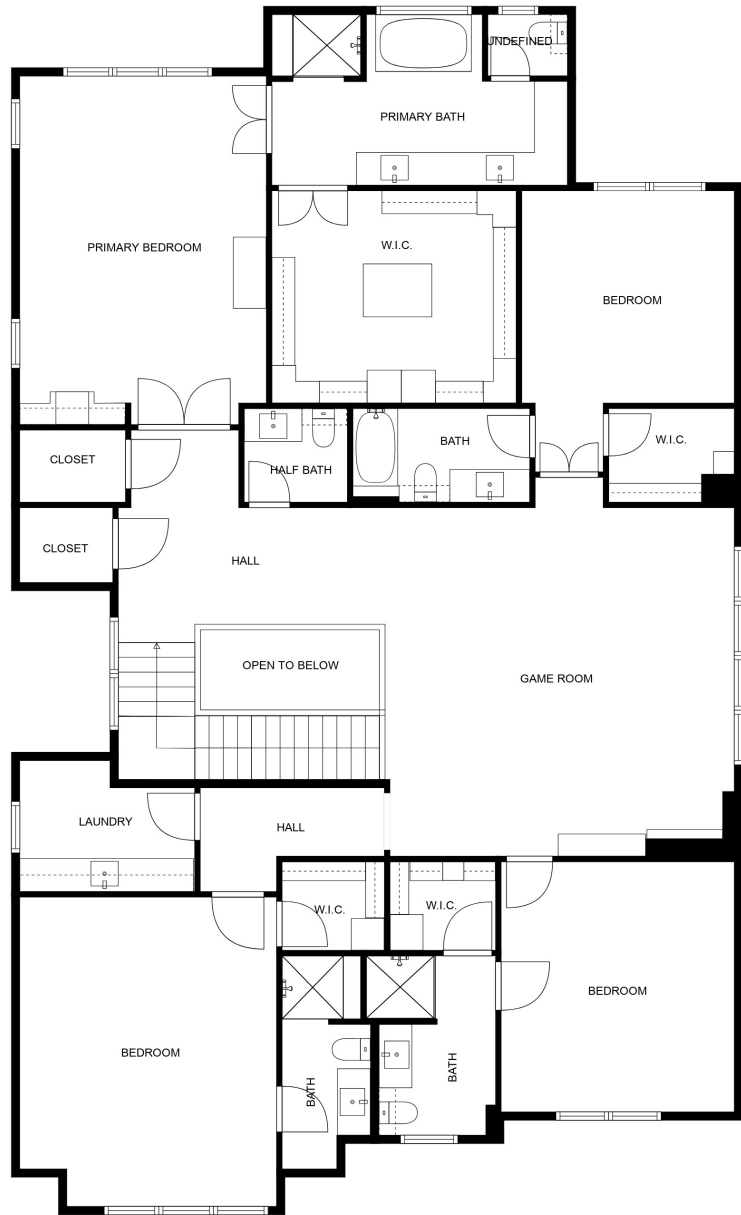 UNDEFINED
PRIMARY BATH
PRIMARY BEDROOM
W.I.C.
BEDROOM
BATH
W.I.C.
CLOSET
HALF BATH
CLOSET
HALL
OPEN TO BELOW
GAME ROOM
LAUNDRY
HALL
W.I.C.
W.I.C.
BEDROOM
BEDROOM
BATH
BATH